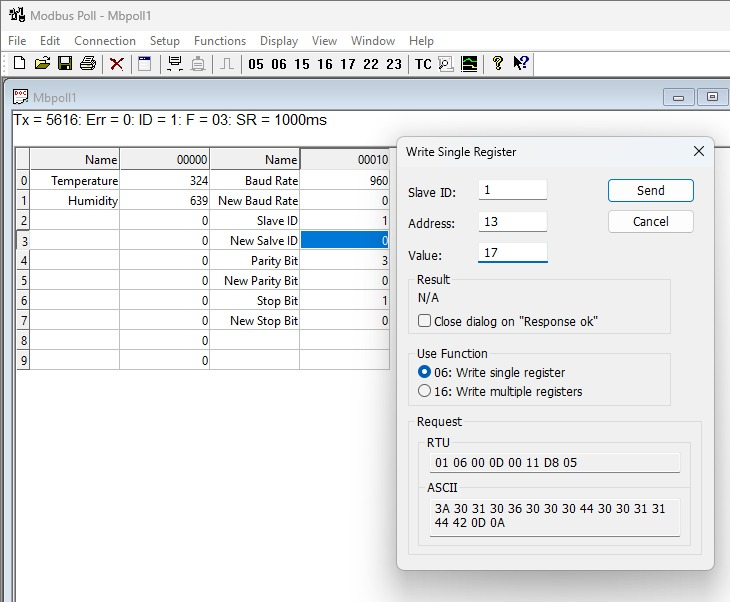 Modbus Poll - Mbpoll1
File Edit Connection Setup Functions Display View Window Help
05 06 15 16 17 22 23 TC
Mbpoll1
Tx = 5616: Err = 0: ID = 1: F = 03: SR = 1000ms
Name 00000 Name 00010
0 Temperature 324 Baud Rate 960
1 Humidity 639 New Baud Rate 0
2 0 Slave ID 1
3 0 New Salve ID 0
4 0 Parity Bit 3
5 0 New Parity Bit 0
6 0 Stop Bit 1
7 0 New Stop Bit 0
8 0
9 0
Write Single Register
Slave ID: 1 Send
Address: 13 Cancel
Value: 17
Result
N/A
Close dialog on "Response ok"
Use Function
06: Write single register
16: Write multiple registers
Request
RTU
01 06 00 0D 00 11 D8 05
ASCII
3A 30 31 30 36 30 30 30 44 30 30 31 31
44 42 0D 0A